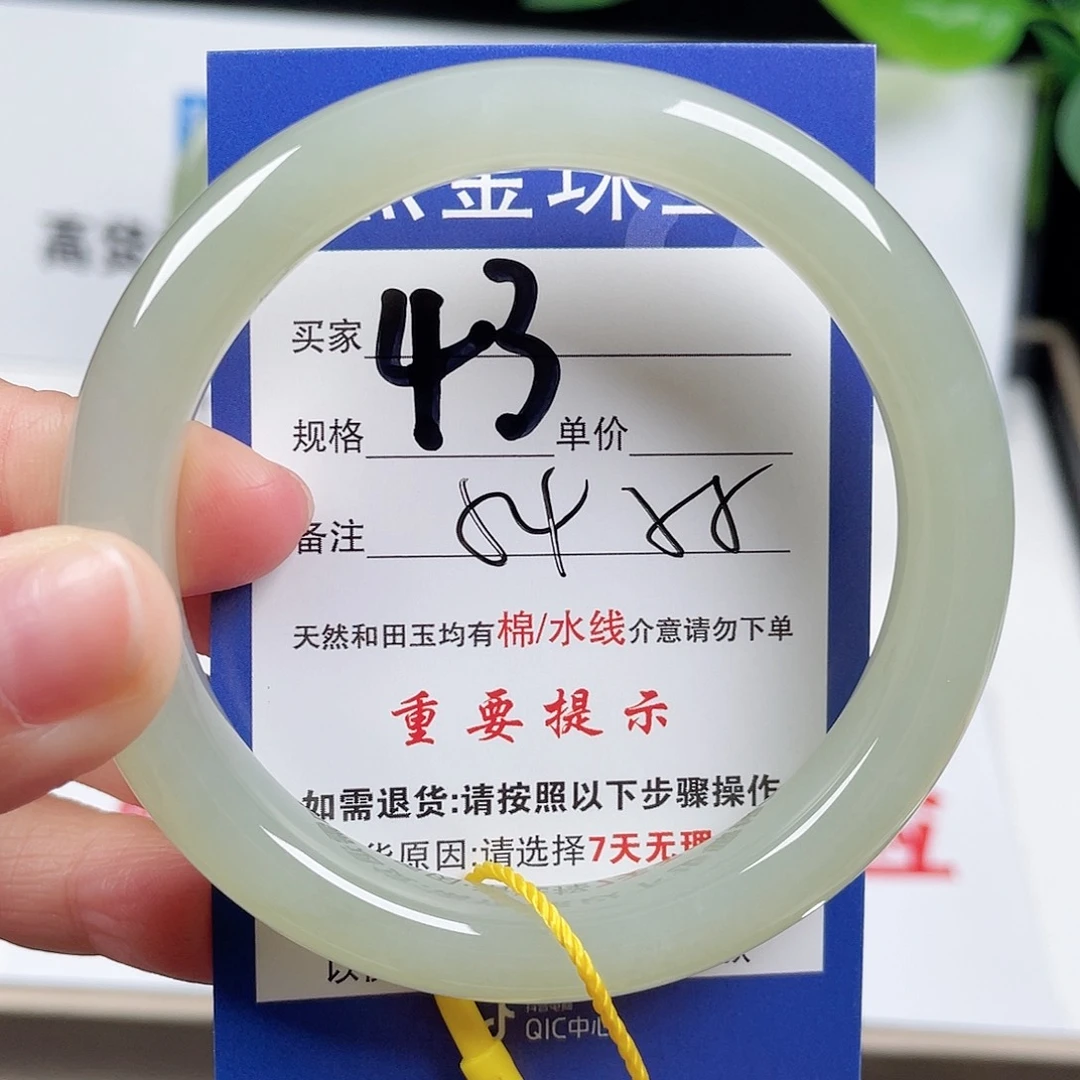 金珠
高货
买家 43
规格 单价
备注
天然和田玉均有棉/水线介意请勿下单
重要提示
如需退货:请按照以下步骤操作
原因:请选择7天无理
QIC中心